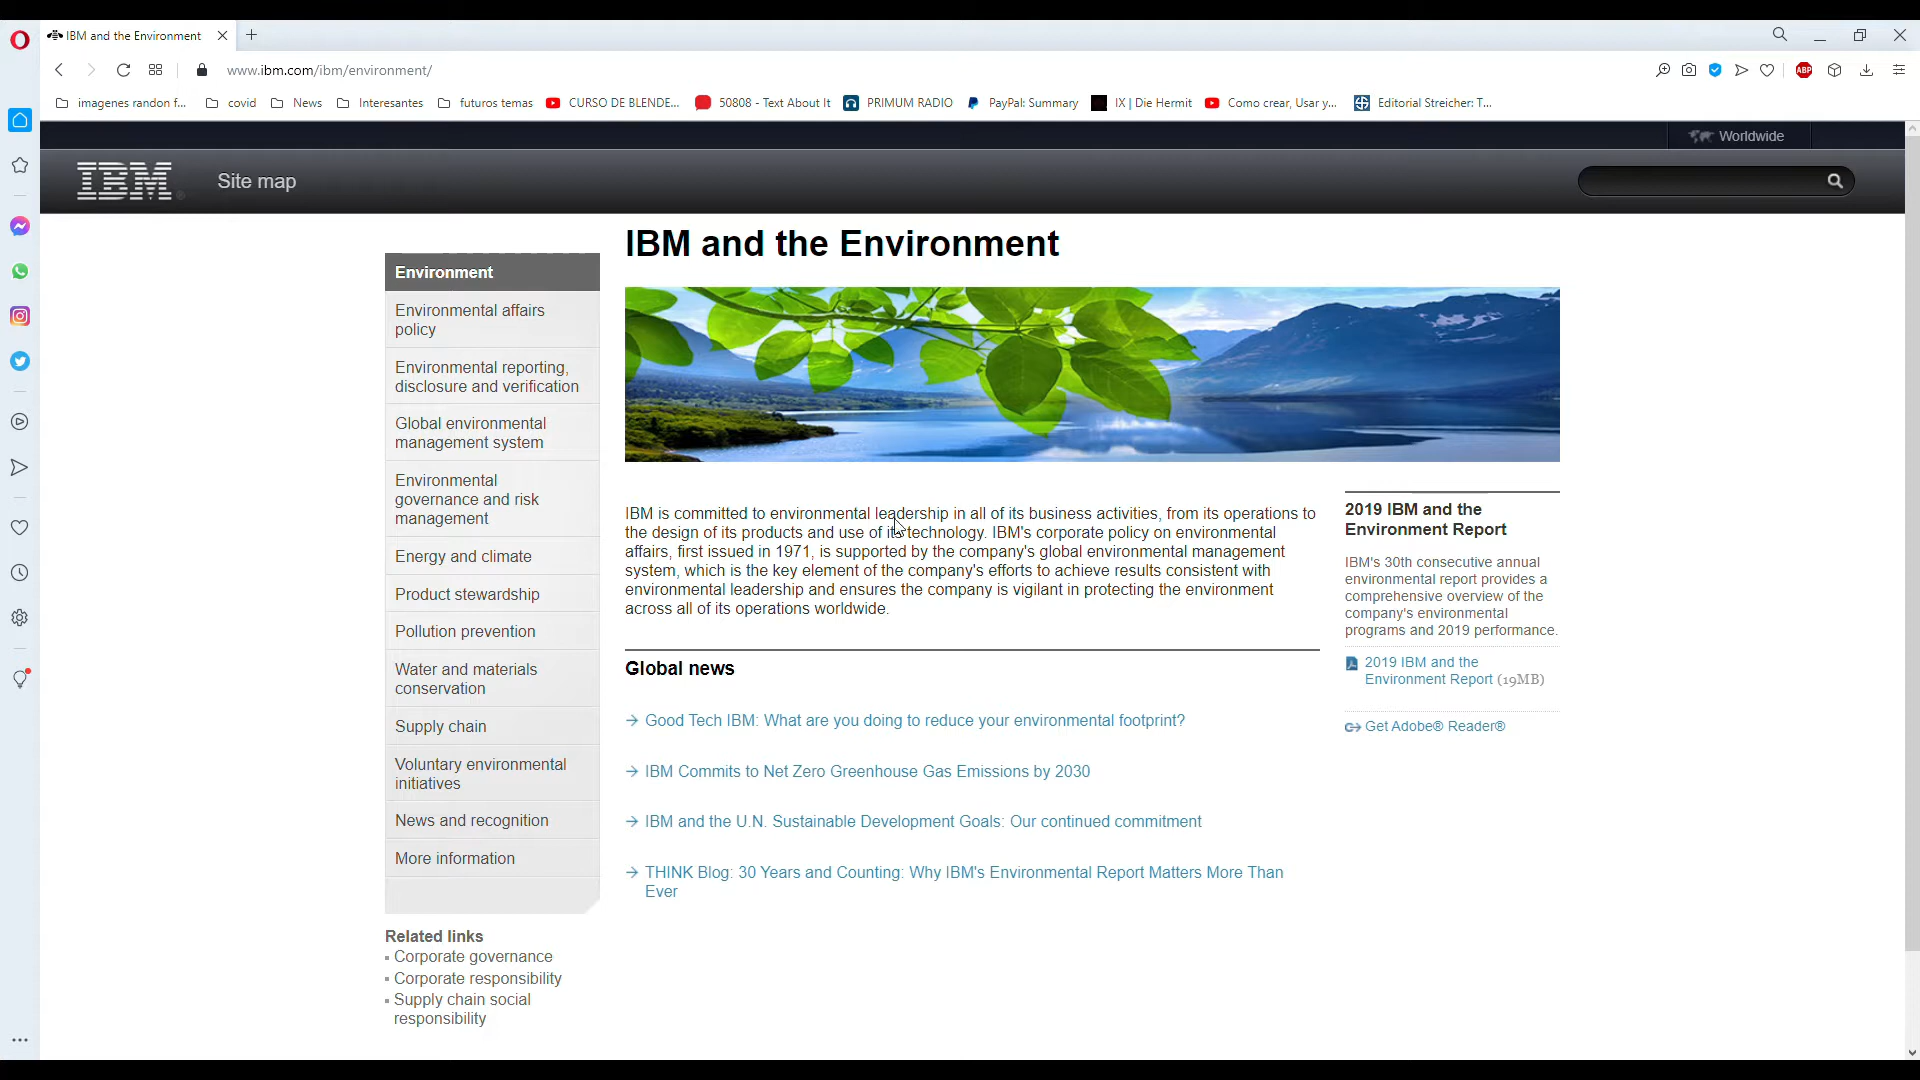 IBM and the Environment
www.ibm.com/ibm/environment/
ABP
imagenes randon f...
covid
News
Interesantes
futuros temas
CURSO DE BLENDE...
50808 - Text About It
PRIMUM RADIO
PayPal: Summary
IX | Die Hermit
Como crear, Usar y...
Editorial Streicher: T...
Worldwide
IBM
Site map
IBM and the Environment
Environment
Environmental affairs
policy
Environmental reporting,
disclosure and verification
Global environmental
management system
Environmental
governance and risk
management
Energy and climate
Product stewardship
Pollution prevention
Water and materials
conservation
Supply chain
Voluntary environmental
initiatives
News and recognition
More information
Related links
Corporate governance
Corporate responsibility
Supply chain social
responsibility
IBM is committed to environmental leadership in all of its business activities, from its operations to
the design of its products and use of its technology. IBM's corporate policy on environmental
affairs, first issued in 1971, is supported by the company's global environmental management
system, which is the key element of the company's efforts to achieve results consistent with
environmental leadership and ensures the company is vigilant in protecting the environment
across all of its operations worldwide.
Global news
Good Tech IBM: What are you doing to reduce your environmental footprint?
IBM Commits to Net Zero Greenhouse Gas Emissions by 2030
IBM and the U.N. Sustainable Development Goals: Our continued commitment
THINK Blog: 30 Years and Counting: Why IBM's Environmental Report Matters More Than
Ever
2019 IBM and the
Environment Report
IBM's 30th consecutive annual
environmental report provides a
comprehensive overview of the
company's environmental
programs and 2019 performance.
2019 IBM and the
Environment Report (19MB)
Get Adobe® Reader®